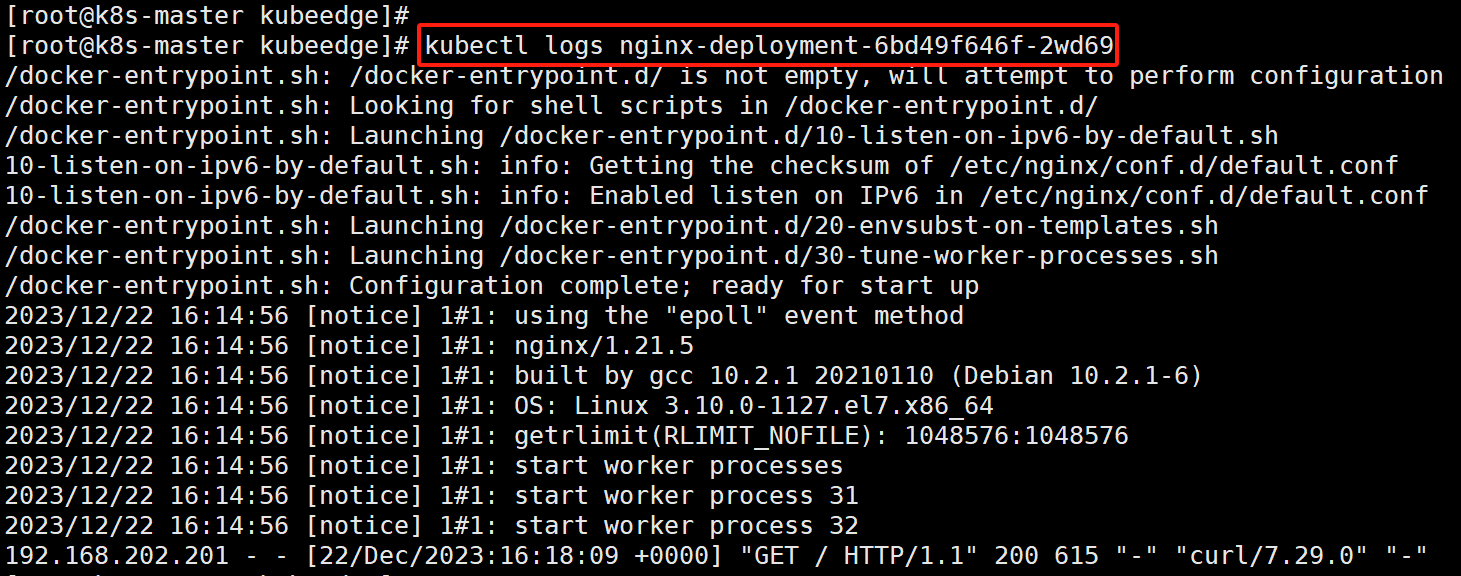 [root@k8s-master kubeedge]#
[root@k8s-master kubeedge]# kubectl logs nginx-deployment-6bd49f646f-2wd69
/docker-entrypoint.sh: /docker-entrypoint.d/ is not empty, will attempt to perform configuration
/docker-entrypoint.sh: Looking for shell scripts in /docker-entrypoint.d/
/docker-entrypoint.sh: Launching /docker-entrypoint.d/10-listen-on-ipv6-by-default.sh
10-listen-on-ipv6-by-default.sh: info: Getting the checksum of /etc/nginx/conf.d/default.conf
10-listen-on-ipv6-by-default.sh: info: Enabled listen on IPv6 in /etc/nginx/conf.d/default.conf
/docker-entrypoint.sh: Launching /docker-entrypoint.d/20-envsubst-on-templates.sh
/docker-entrypoint.sh: Launching /docker-entrypoint.d/30-tune-worker-processes.sh
/docker-entrypoint.sh: Configuration complete; ready for start up
2023/12/22 16:14:56 [notice] 1#1: using the "epoll" event method
2023/12/22 16:14:56 [notice] 1#1: nginx/1.21.5
2023/12/22 16:14:56 [notice] 1#1: built by gcc 10.2.1 20210110 (Debian 10.2.1-6)
2023/12/22 16:14:56 [notice] 1#1: OS: Linux 3.10.0-1127.el7.x86_64
2023/12/22 16:14:56 [notice] 1#1: getrlimit(RLIMIT_NOFILE): 1048576:1048576
2023/12/22 16:14:56 [notice] 1#1: start worker processes
2023/12/22 16:14:56 [notice] 1#1: start worker process 31
2023/12/22 16:14:56 [notice] 1#1: start worker process 32
192.168.202.201 - - [22/Dec/2023:16:18:09 +0000] "GET / HTTP/1.1" 200 615 "-" "curl/7.29.0" "-"